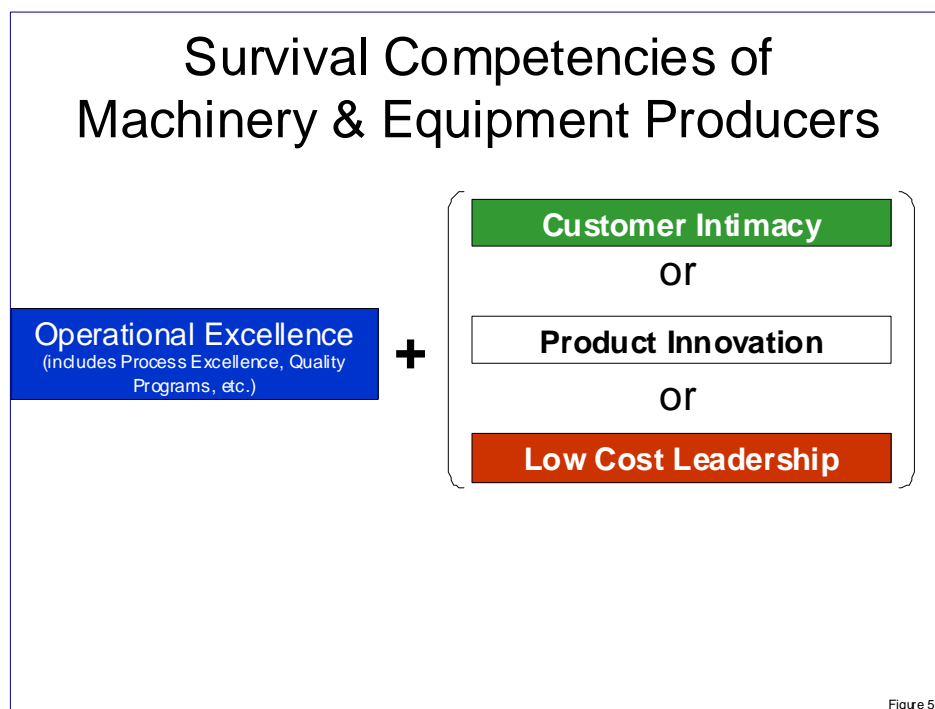 Survival Competencies of
Machinery & Equipment Producers
Operational Excellence
(includes Process Excellence, Quality
Programs, etc.)
+
Customer Intimacy
or
Product Innovation
or
Low Cost Leadership
Figure 5